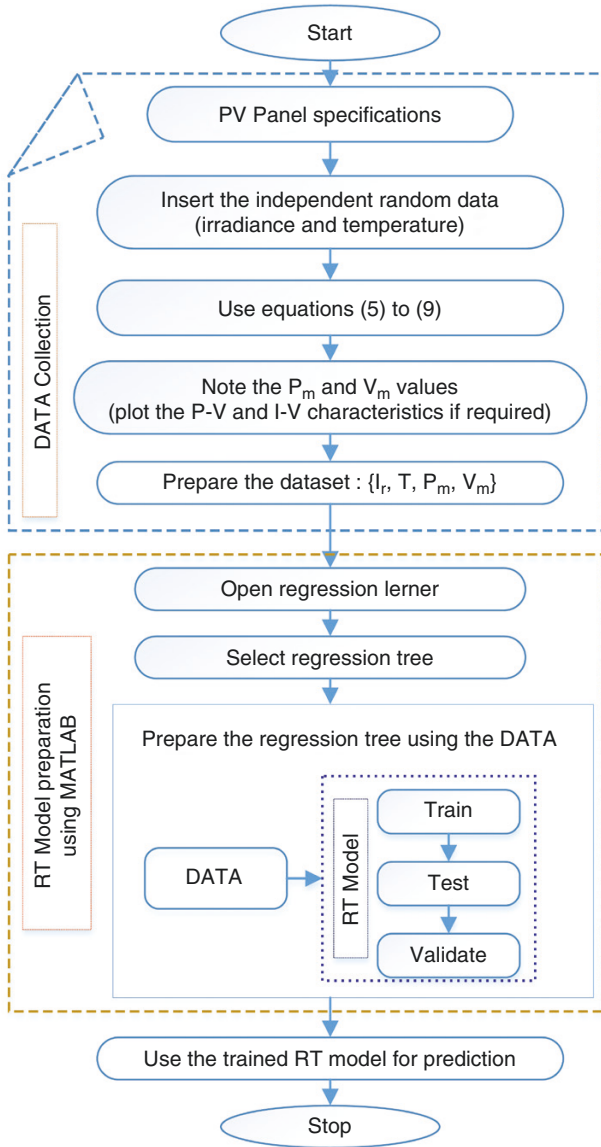 Start
PV Panel specifications
Insert the independent random data
(irradiance and temperature)
Use equations (5) to (9)
Note the Pm and Vm values
(plot the P-V and I-V characteristics if required)
Prepare the dataset : {Ir, T, Pm, Vm}
DATA Collection
Open regression lerner
Select regression tree
Prepare the regression tree using the DATA
DATA
RT Model
Train
Test
Validate
RT Model preparation
using MATLAB
Use the trained RT model for prediction
Stop